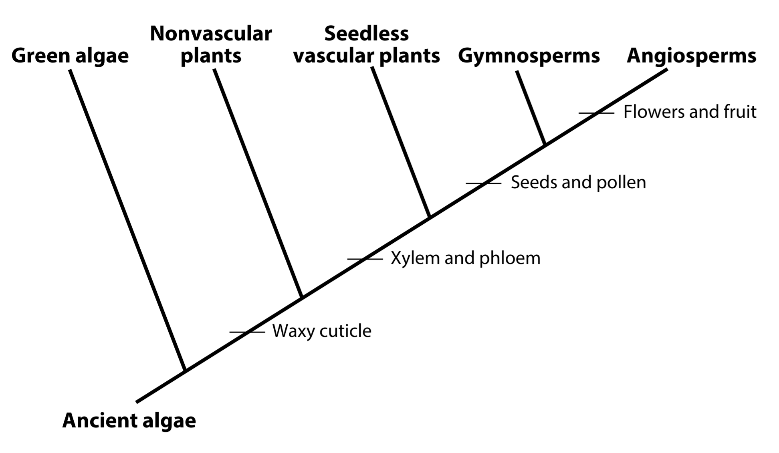 Green algae
Nonvascular
plants
Seedless
vascular plants
Gymnosperms
Angiosperms
Flowers and fruit
Seeds and pollen
Xylem and phloem
Waxy cuticle
Ancient algae